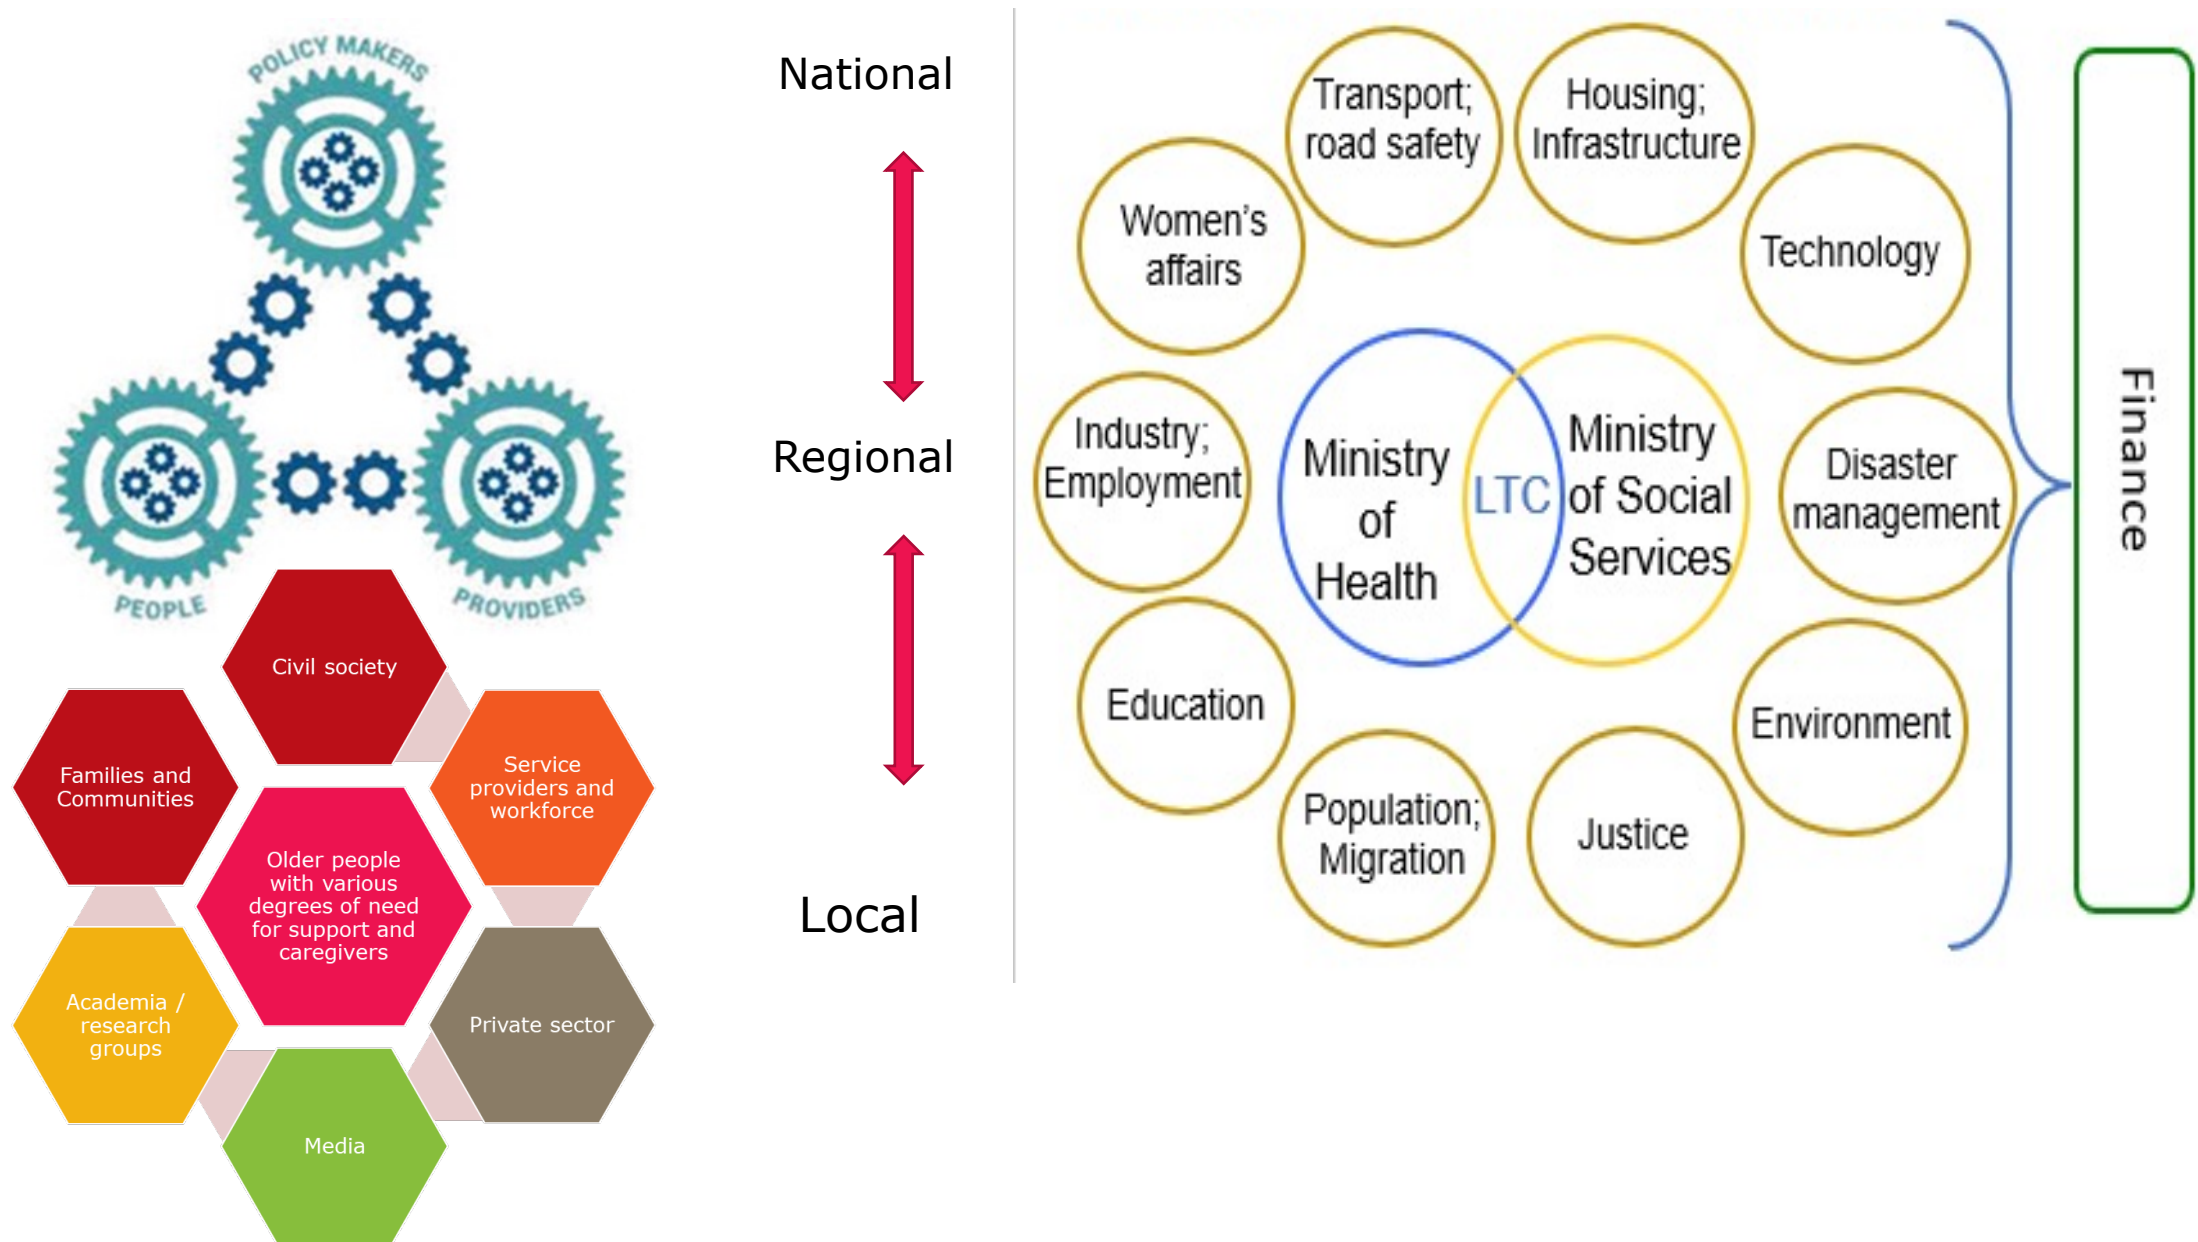 POLICY MAKERS
PEOPLE
PROVIDERS
Civil society
Families and
Communities
Service
providers and
workforce
Older people
with various
degrees of need
for support and
caregivers
Academia /
research
groups
Private sector
Media
National
Regional
Local
Transport;
road safety
Housing;
Infrastructure
Women’s
affairs
Technology
Industry;
Employment
Ministry
of
Health
LTC
Ministry
of Social
Services
Disaster
management
Education
Environment
Population;
Migration
Justice
Finance